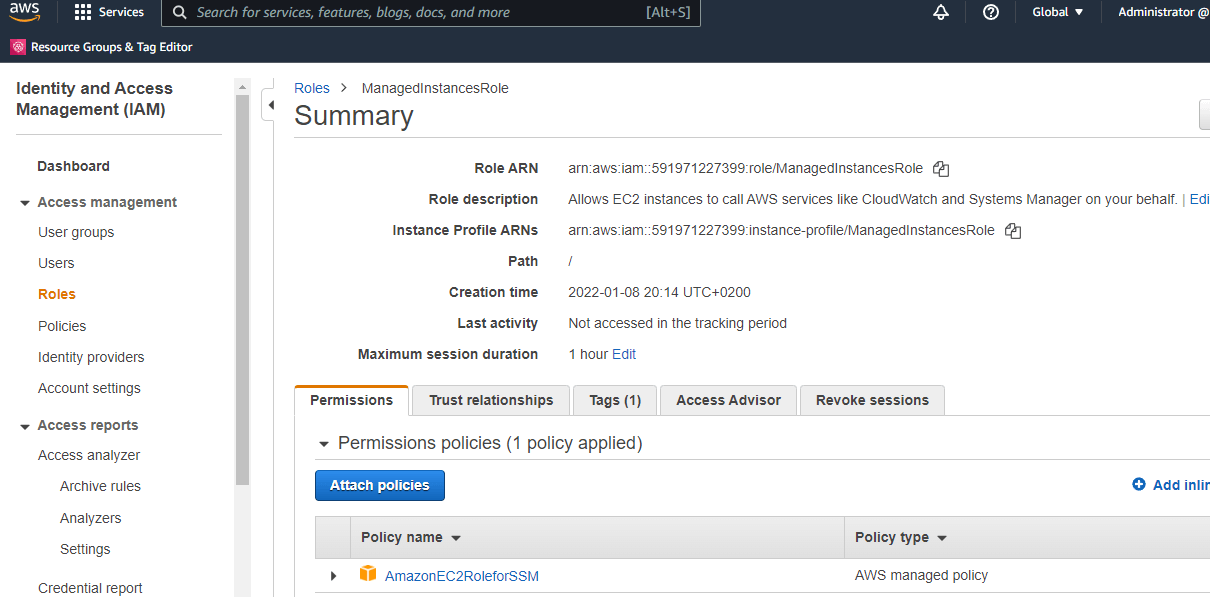 aws Services Search for services, features, blogs, docs, and more [Alt+S] Global Administrator @
Resource Groups & Tag Editor
Identity and Access
Management (IAM)
Dashboard
Access management
User groups
Users
Roles
Policies
Identity providers
Account settings
Access reports
Access analyzer
Archive rules
Analyzers
Settings
Credential report
Roles ManagedInstancesRole
Summary
Role ARN arn:aws:iam::591971227399:role/ManagedInstancesRole
Role description Allows EC2 instances to call AWS services like CloudWatch and Systems Manager on your behalf. | Edi
Instance Profile ARNs arn:aws:iam::591971227399:instance-profile/ManagedInstancesRole
Path /
Creation time 2022-01-08 20:14 UTC+0200
Last activity Not accessed in the tracking period
Maximum session duration 1 hour Edit
Permissions Trust relationships Tags (1) Access Advisor Revoke sessions
Permissions policies (1 policy applied)
Attach policies Add inlin
Policy name Policy type
AmazonEC2RoleforSSM AWS managed policy